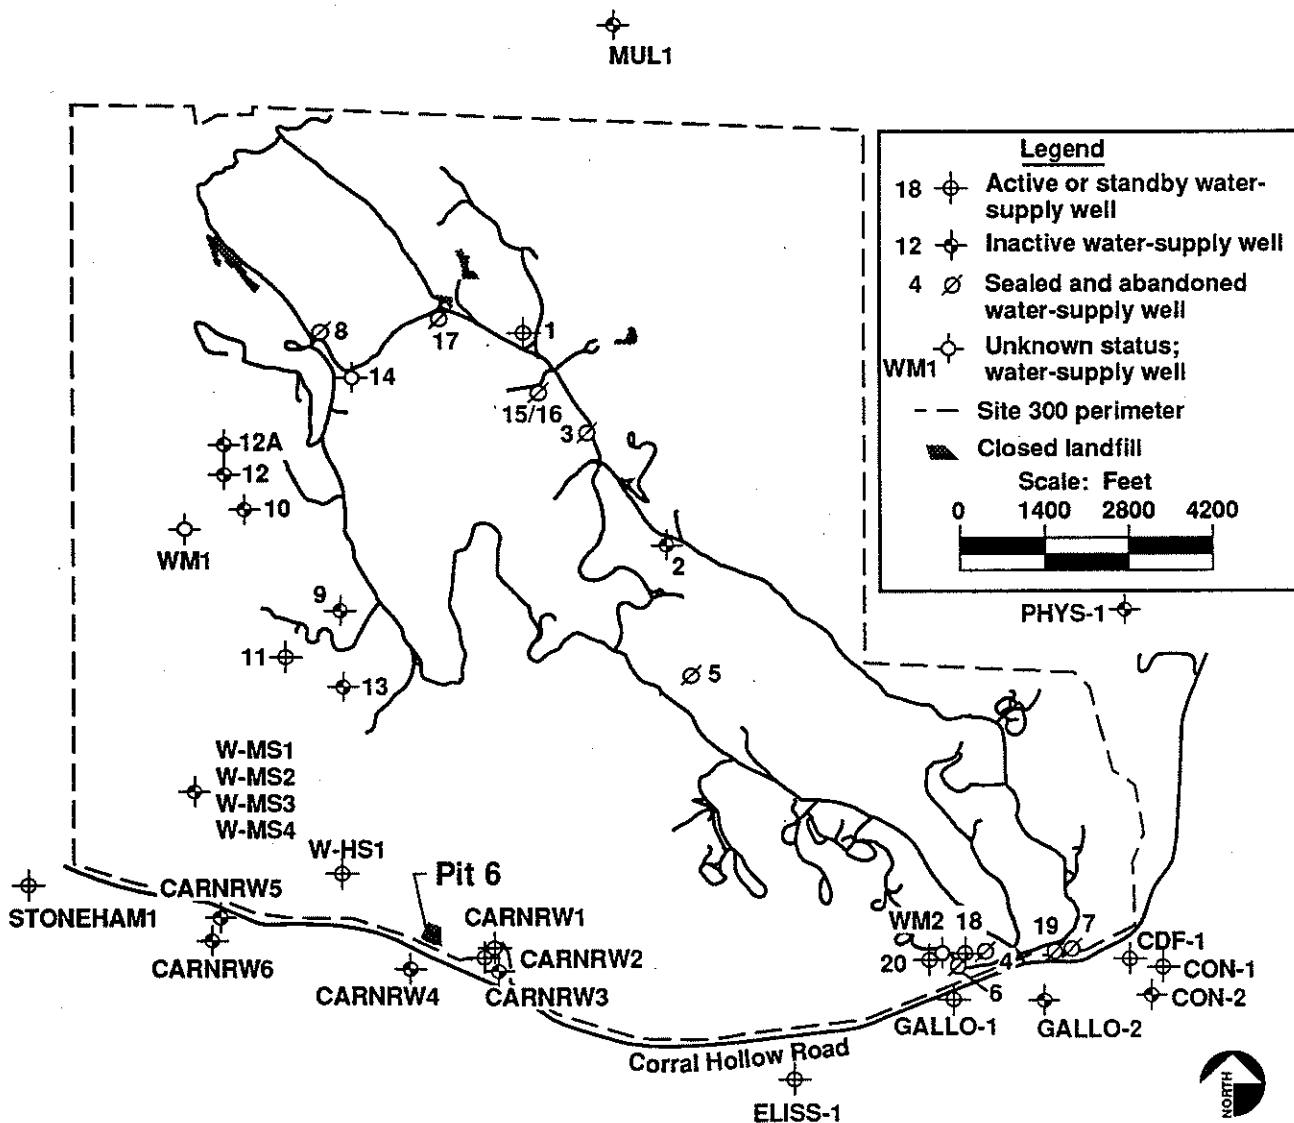 MUL1
Legend
18 Active or standby water-
supply well
12 Inactive water-supply well
4 Sealed and abandoned
water-supply well
WM1 Unknown status;
water-supply well
Site 300 perimeter
Closed landfill
Scale: Feet
0 1400 2800 4200
8
17
1
14
15/16
3
12A
12
10
WM1
2
9
PHYS-1
11
13
5
W-MS1
W-MS2
W-MS3
W-MS4
W-HS1
Pit 6
CARNRW5
STONEHAM1
CARNRW1
WM2 18
19 7
CARNRW6
CARNRW2
20
4
CDF-1
CON-1
CARNRW4
CARNRW3
6
CON-2
GALLO-1
GALLO-2
Corral Hollow Road
ELISS-1
NORTH